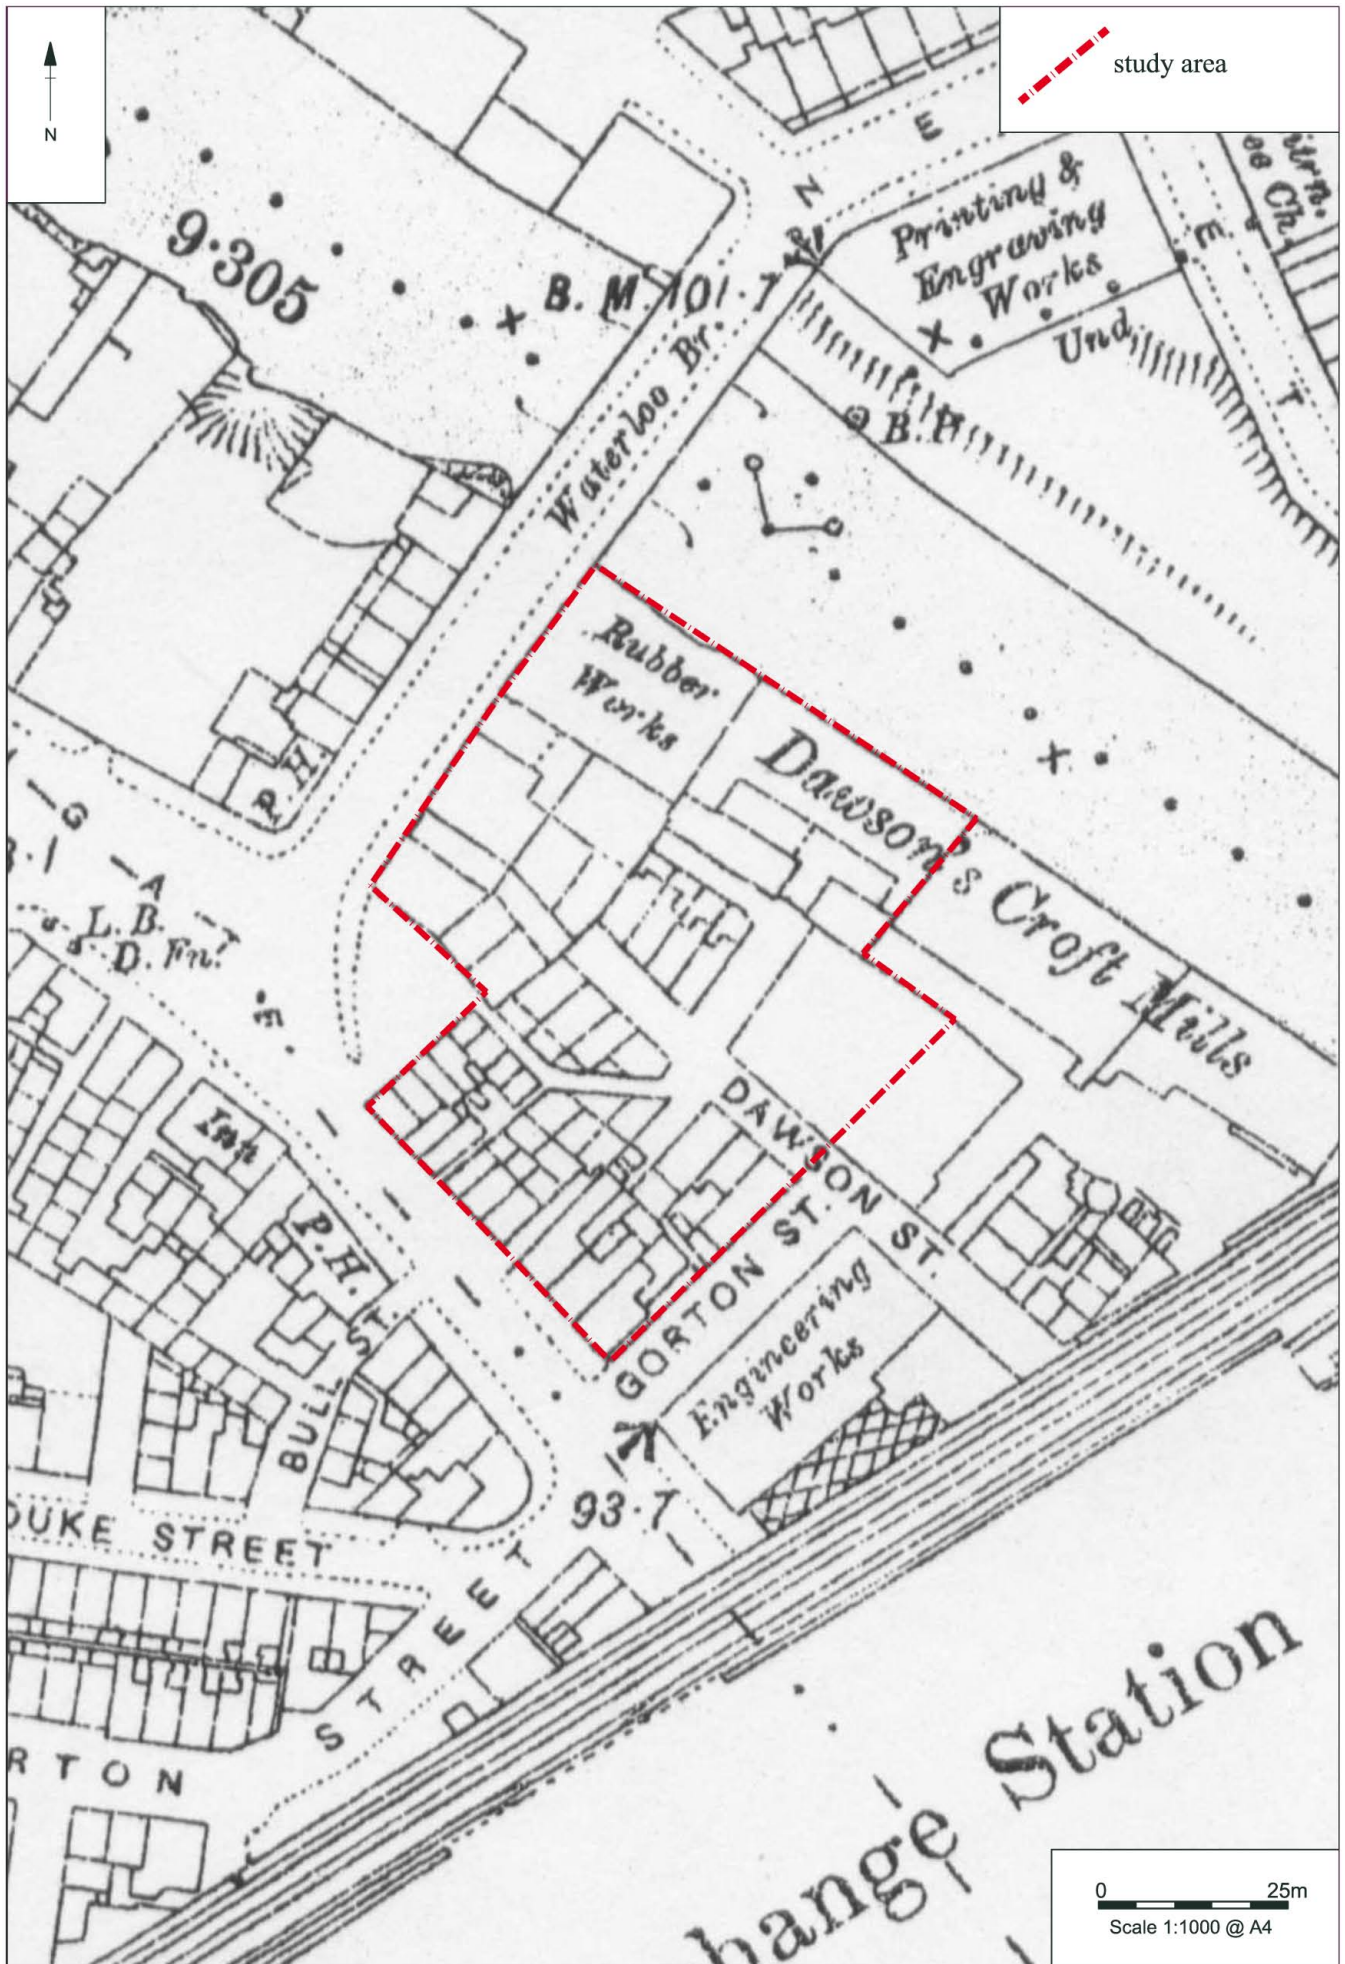 N
study area
E
N
Printing &
Engraving
Works
E
T
Und.
9·305
B. M. 101·7
Waterloo Br.
B. P.
Rubber
Works
Dawson's Croft Mills
P. H.
G
A
E
L. B.
D. Fn.
Inn
P. H.
DAWSON ST.
GORTON ST.
Engineering
Works
BULL ST.
93·7
DUKE STREET
STREET
RTON
hange Station
0 25m
Scale 1:1000 @ A4